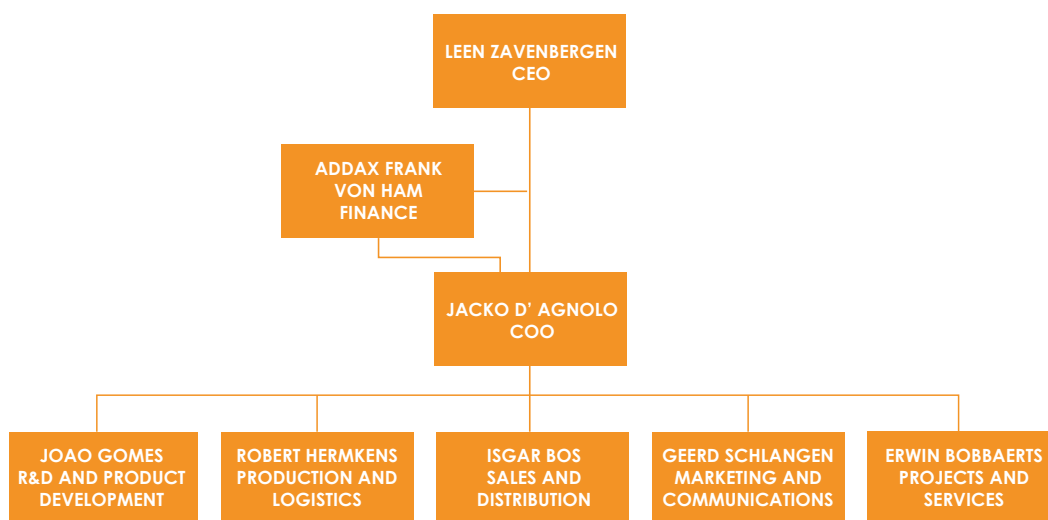 LEEN ZAVENBERGEN
CEO
ADDAX FRANK
VON HAM
FINANCE
JACKO D' AGNOLO
COO
JOAO GOMES
R&D AND PRODUCT
DEVELOPMENT
ROBERT HERMKENS
PRODUCTION AND
LOGISTICS
ISGAR BOS
SALES AND
DISTRIBUTION
GEERD SCHLANGEN
MARKETING AND
COMMUNICATIONS
ERWIN BOBBAERTS
PROJECTS AND
SERVICES